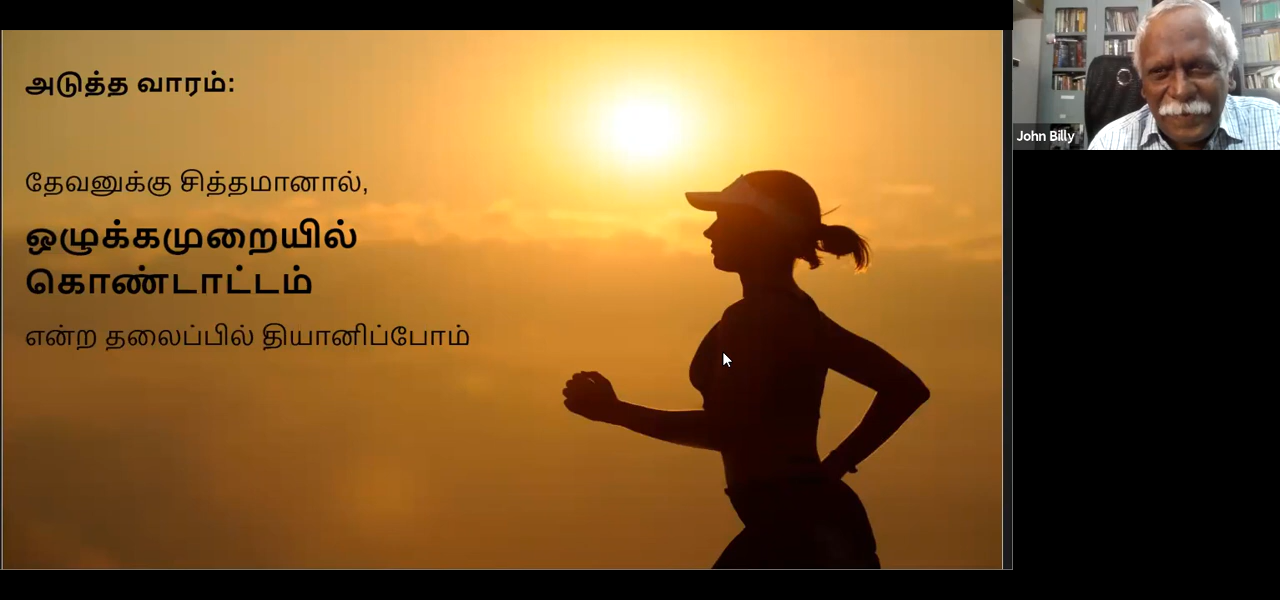 அடுத்த வாரம்:
தேவனுக்கு சித்தமானால்,
ஒழுக்கமுறையில்
கொண்டாட்டம்
என்ற தலைப்பில் தியானிப்போம்
John Billy